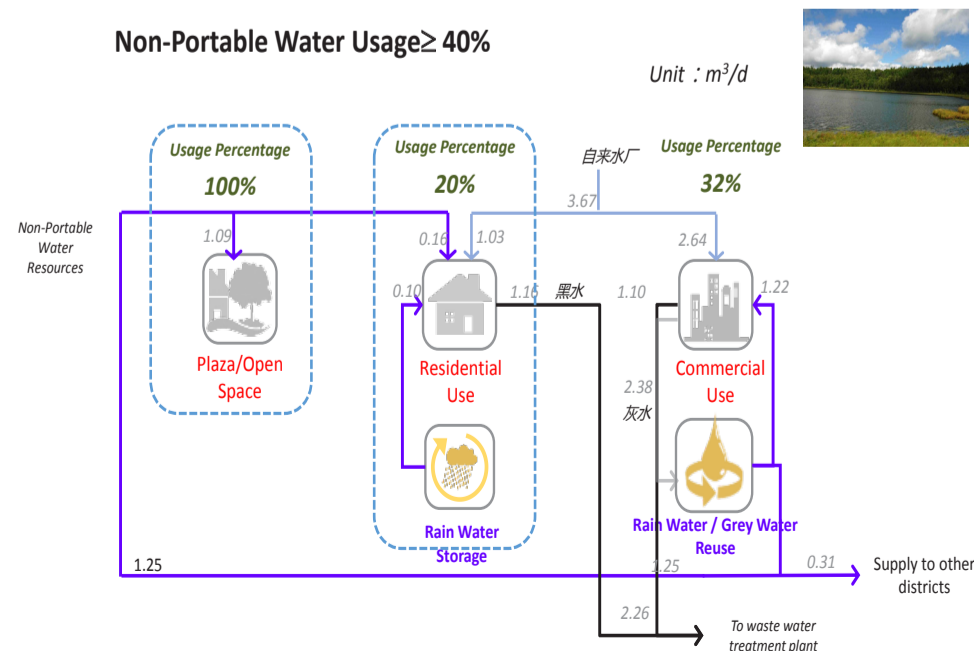 Non-Portable Water Usage≥ 40%
Unit：m³/d
Usage Percentage
100%
Usage Percentage
20%
自来水厂
Usage Percentage
32%
3.67
Non-Portable
Water
Resources
1.09
0.16
1.03
2.64
0.10
1.16
黑水
1.10
1.22
Plaza/Open
Space
Residential
Use
Commercial
Use
2.38
灰水
Rain Water
Storage
Rain Water / Grey Water
Reuse
1.25
1.25
0.31
Supply to other
districts
2.26
To waste water
treatment plant